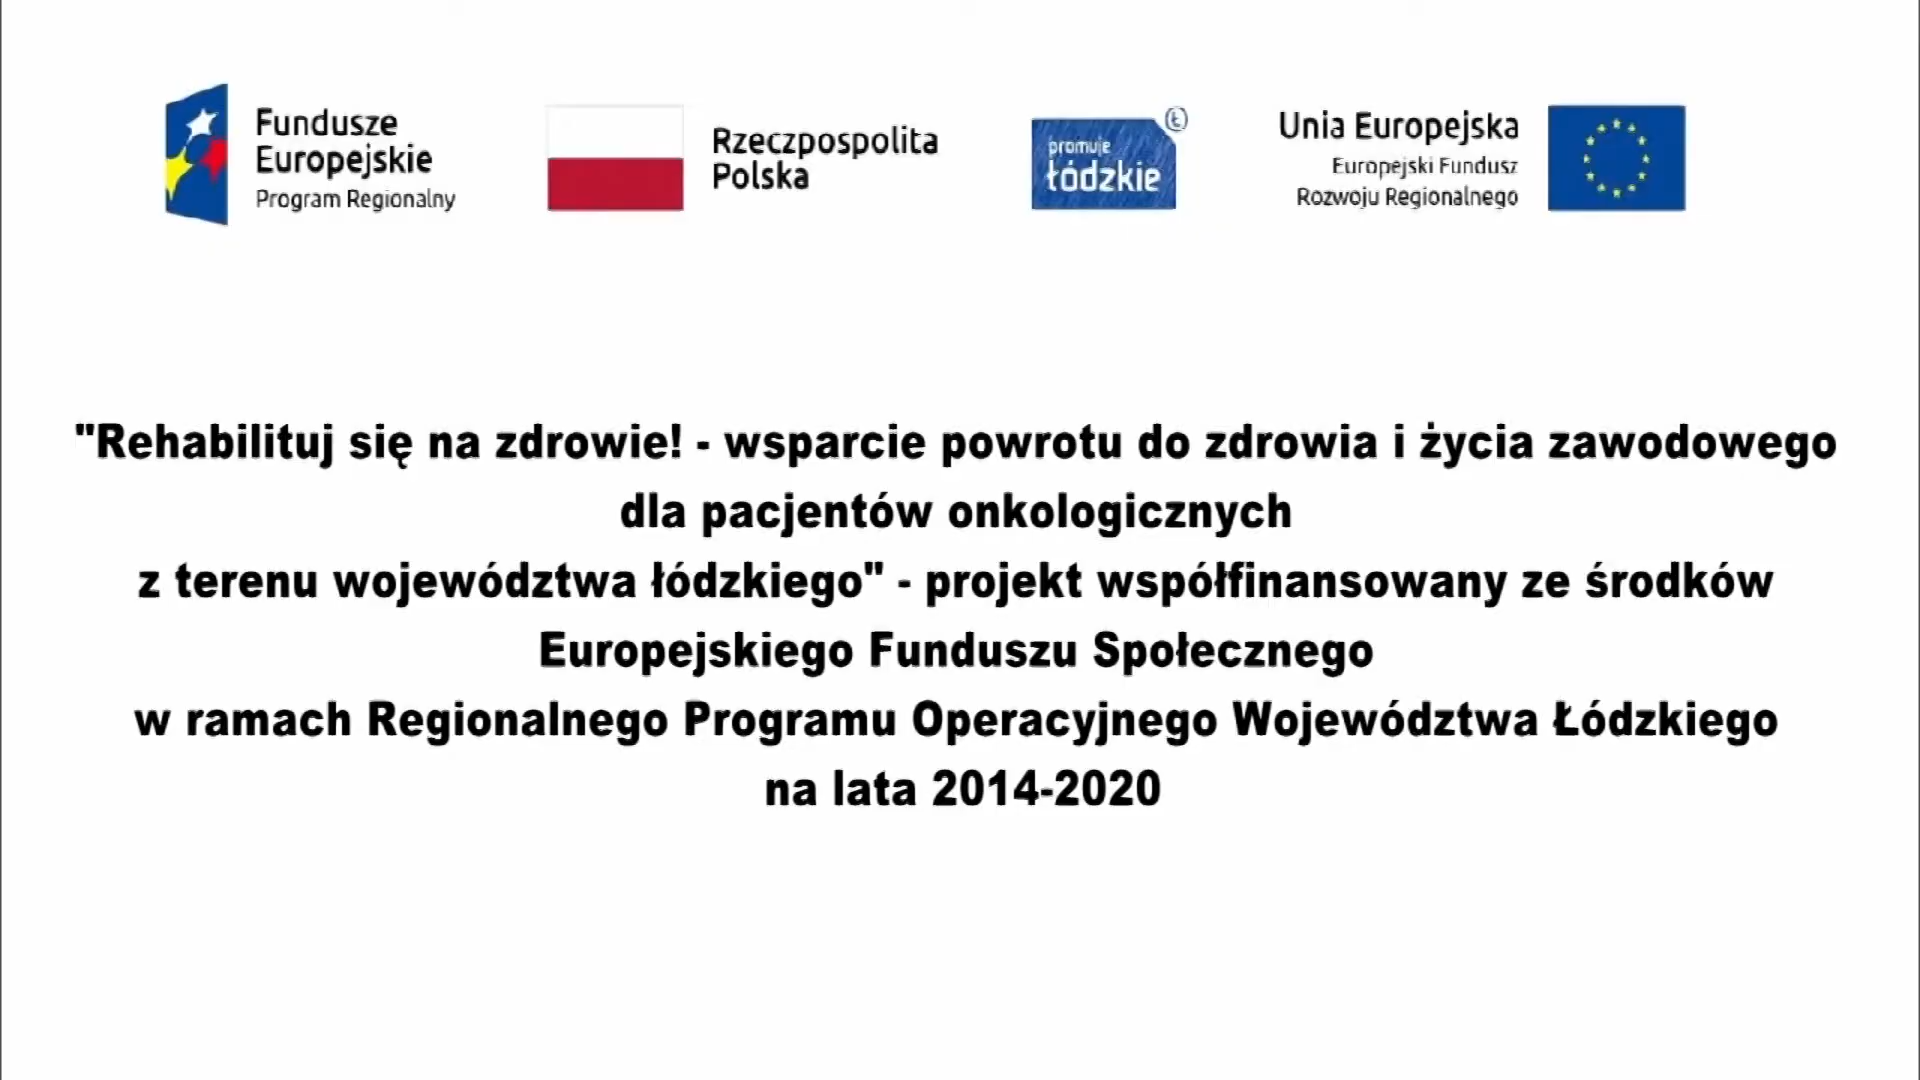 Fundusze
Europejskie
Program Regionalny
Rzeczpospolita
Polska
promuje
łódzkie
Unia Europejska
Europejski Fundusz
Rozwoju Regionalnego
"Rehabilituj się na zdrowie! - wsparcie powrotu do zdrowia i życia zawodowego
dla pacjentów onkologicznych
z terenu województwa łódzkiego" - projekt współfinansowany ze środków
Europejskiego Funduszu Społecznego
w ramach Regionalnego Programu Operacyjnego Województwa Łódzkiego
na lata 2014-2020